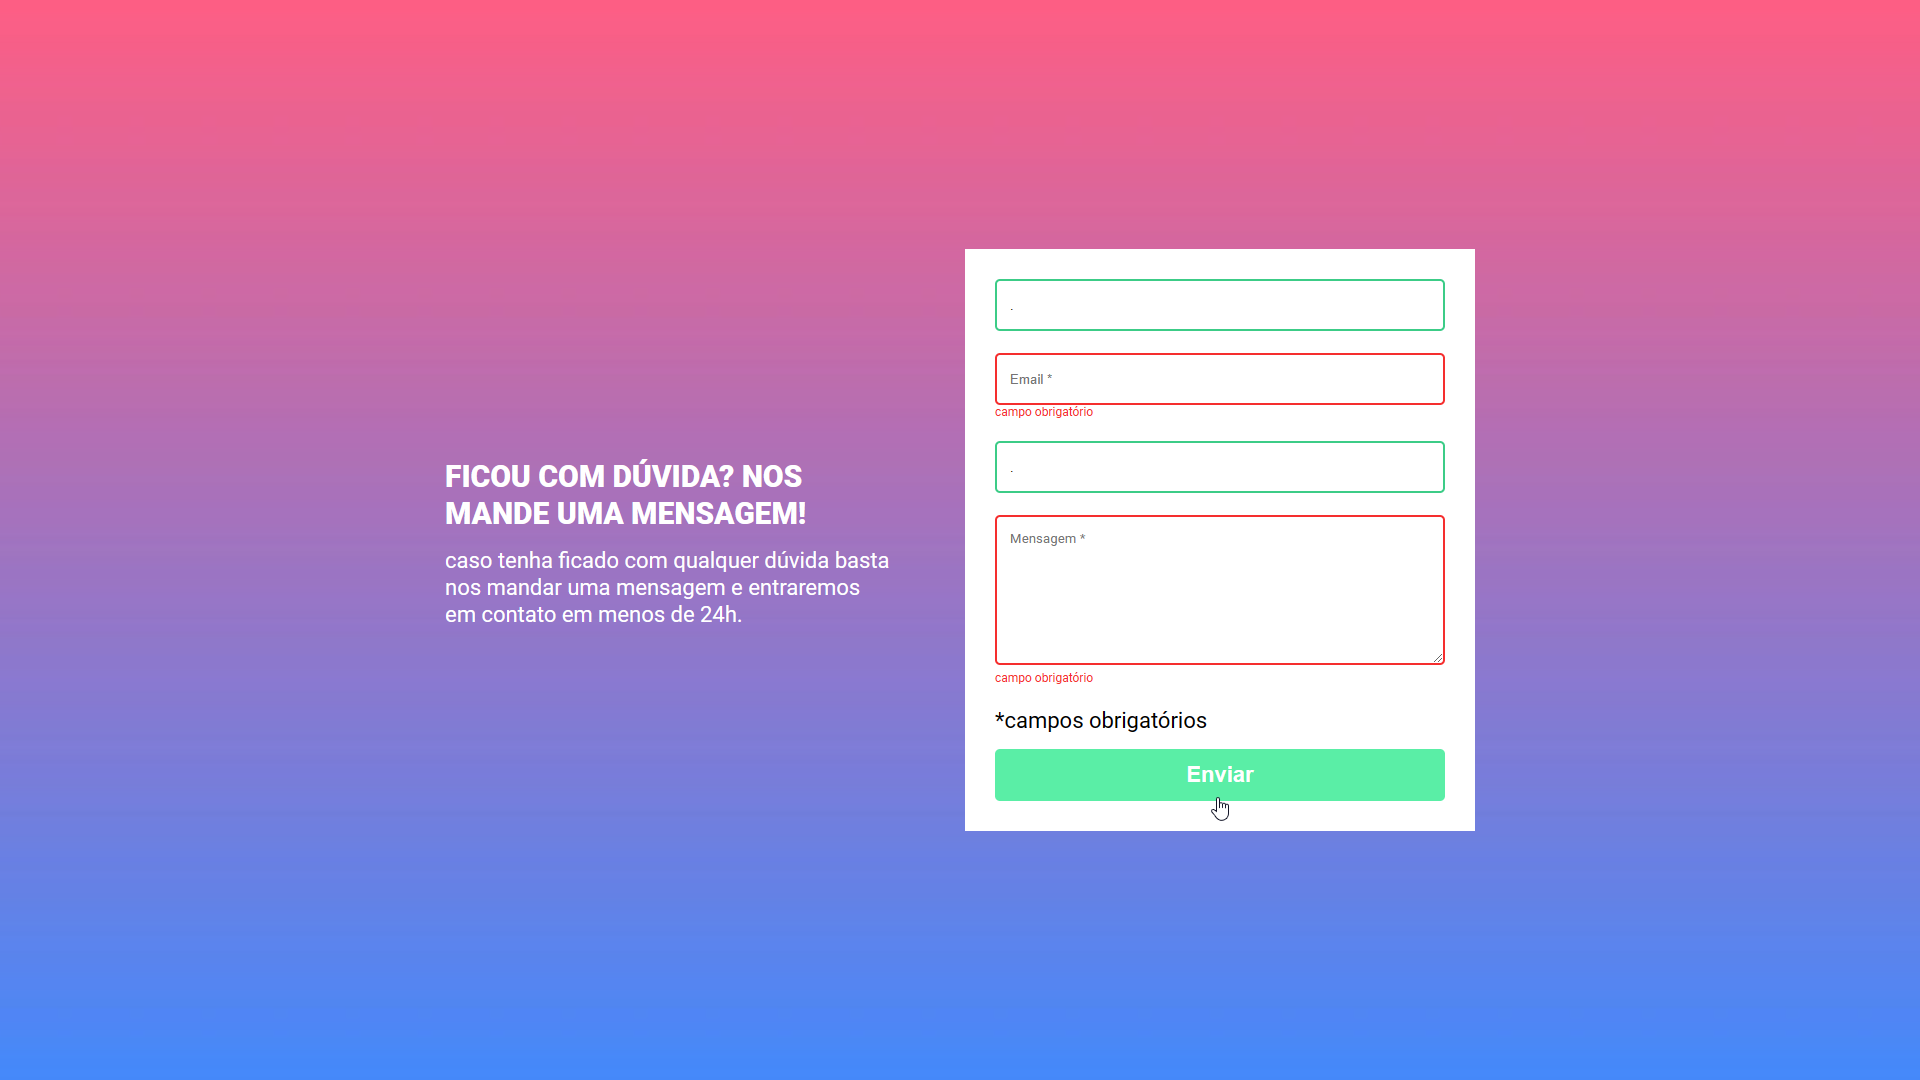 FICOU COM DÚVIDA? NOS
MANDE UMA MENSAGEM!
caso tenha ficado com qualquer dúvida basta
nos mandar uma mensagem e entraremos
em contato em menos de 24h.
.
Email *
campo obrigatório
.
Mensagem *
campo obrigatório
*campos obrigatórios
Enviar